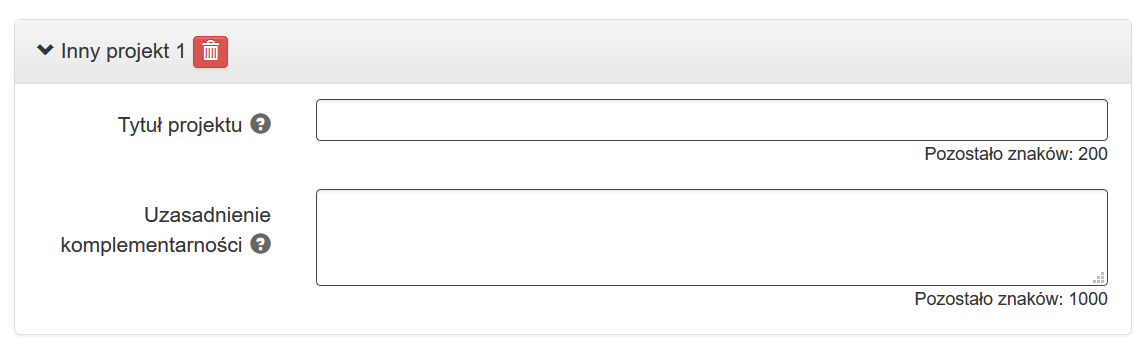 Inny projekt 1
Tytuł projektu
Pozostało znaków: 200
Uzasadnienie
komplementarności
Pozostało znaków: 1000